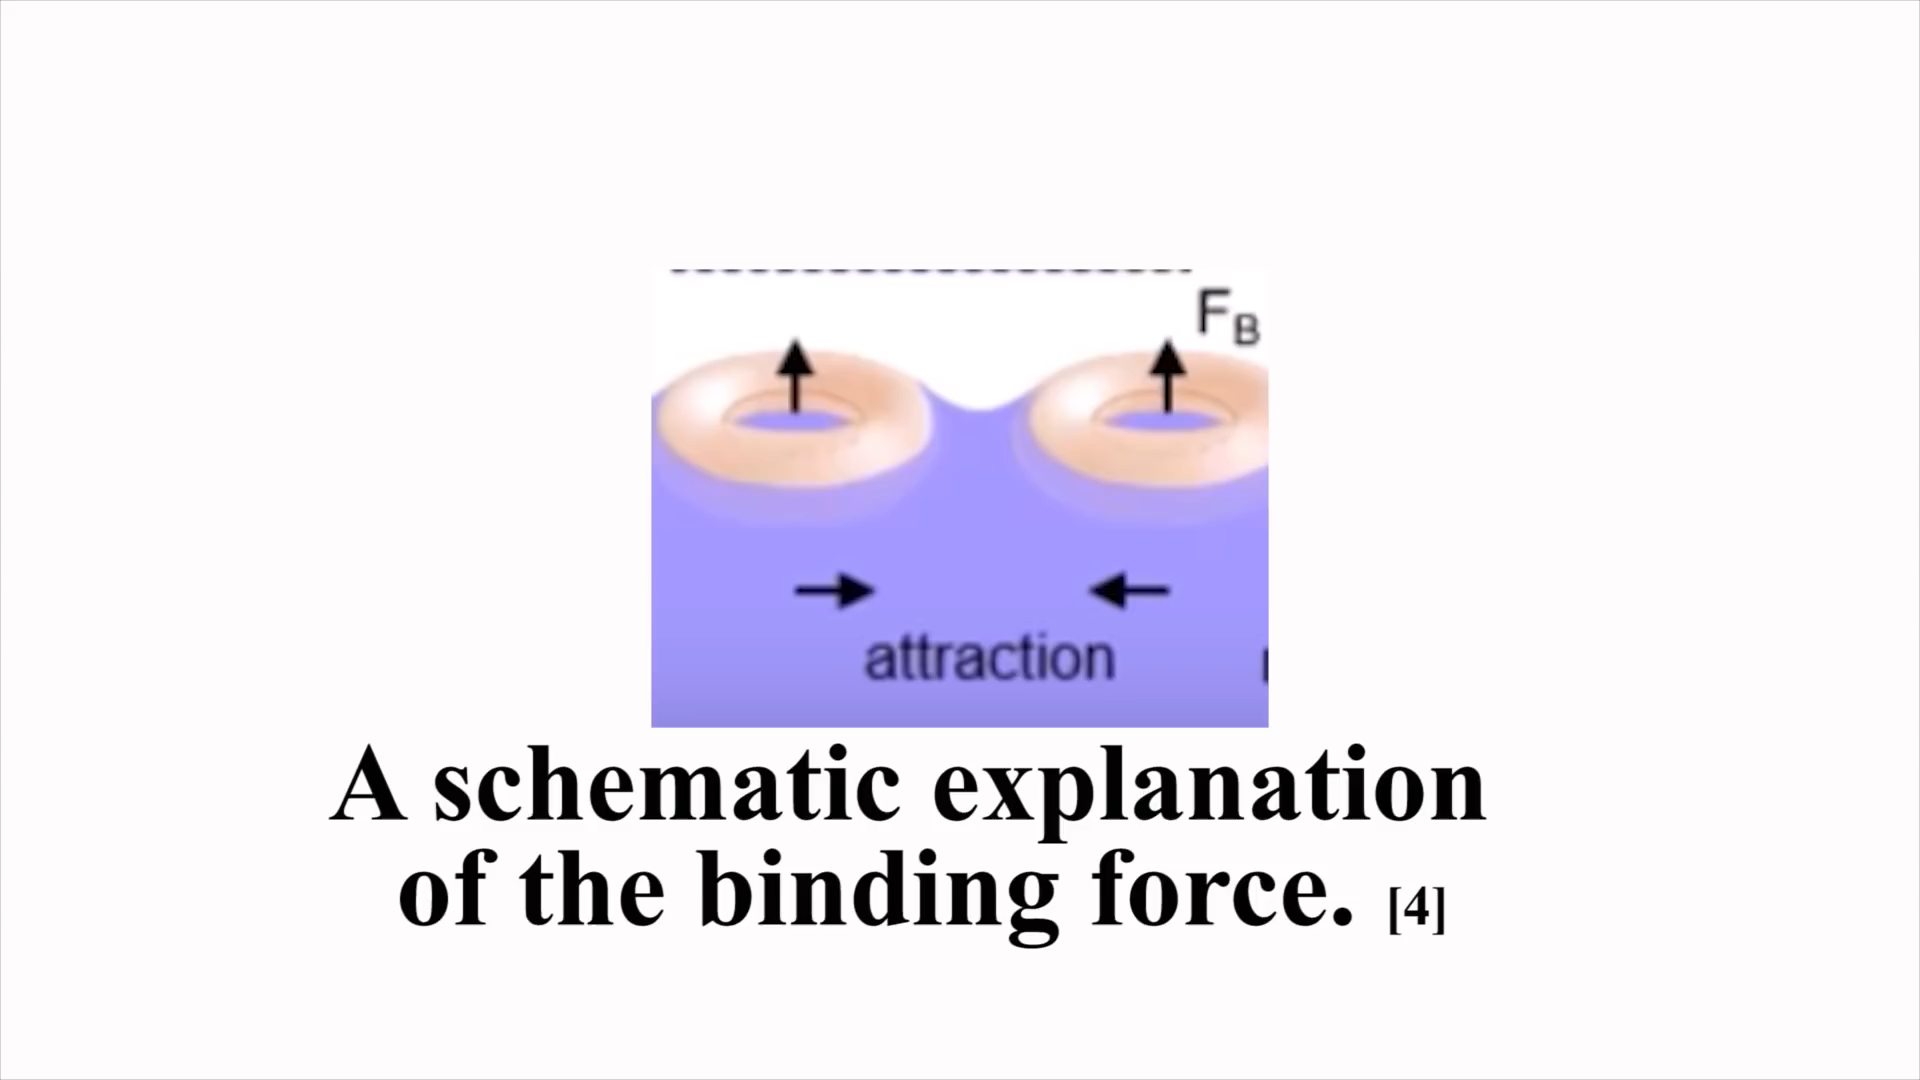 F_B
attraction
A schematic explanation
of the binding force. [4]